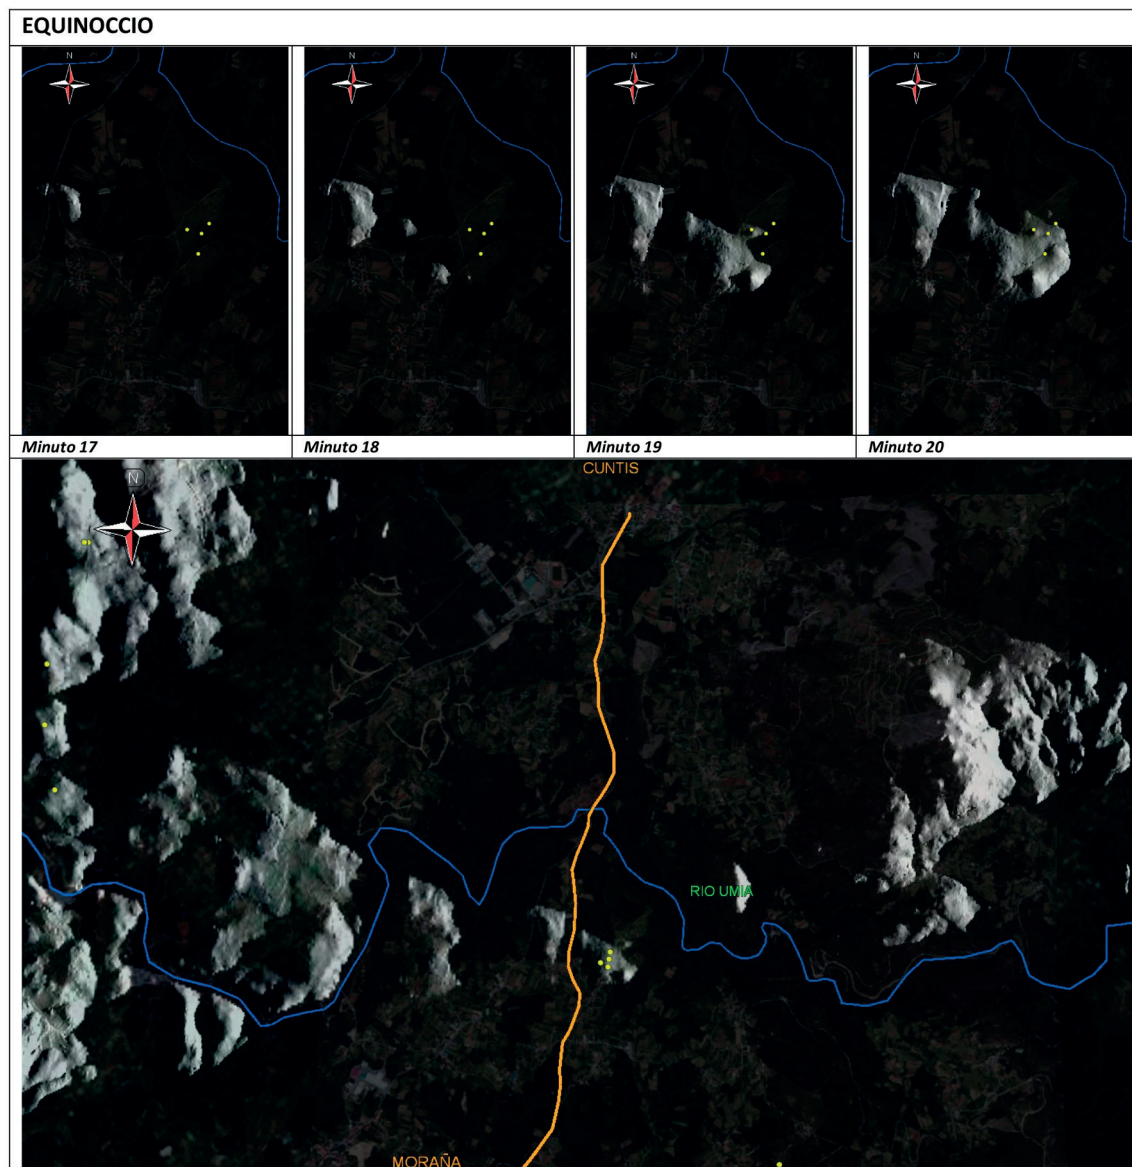 EQUINOCCIO
N
N
N
N
Minuto 17
Minuto 18
Minuto 19
Minuto 20
CUNTIS
N
RIO UMIA
MORAÑA